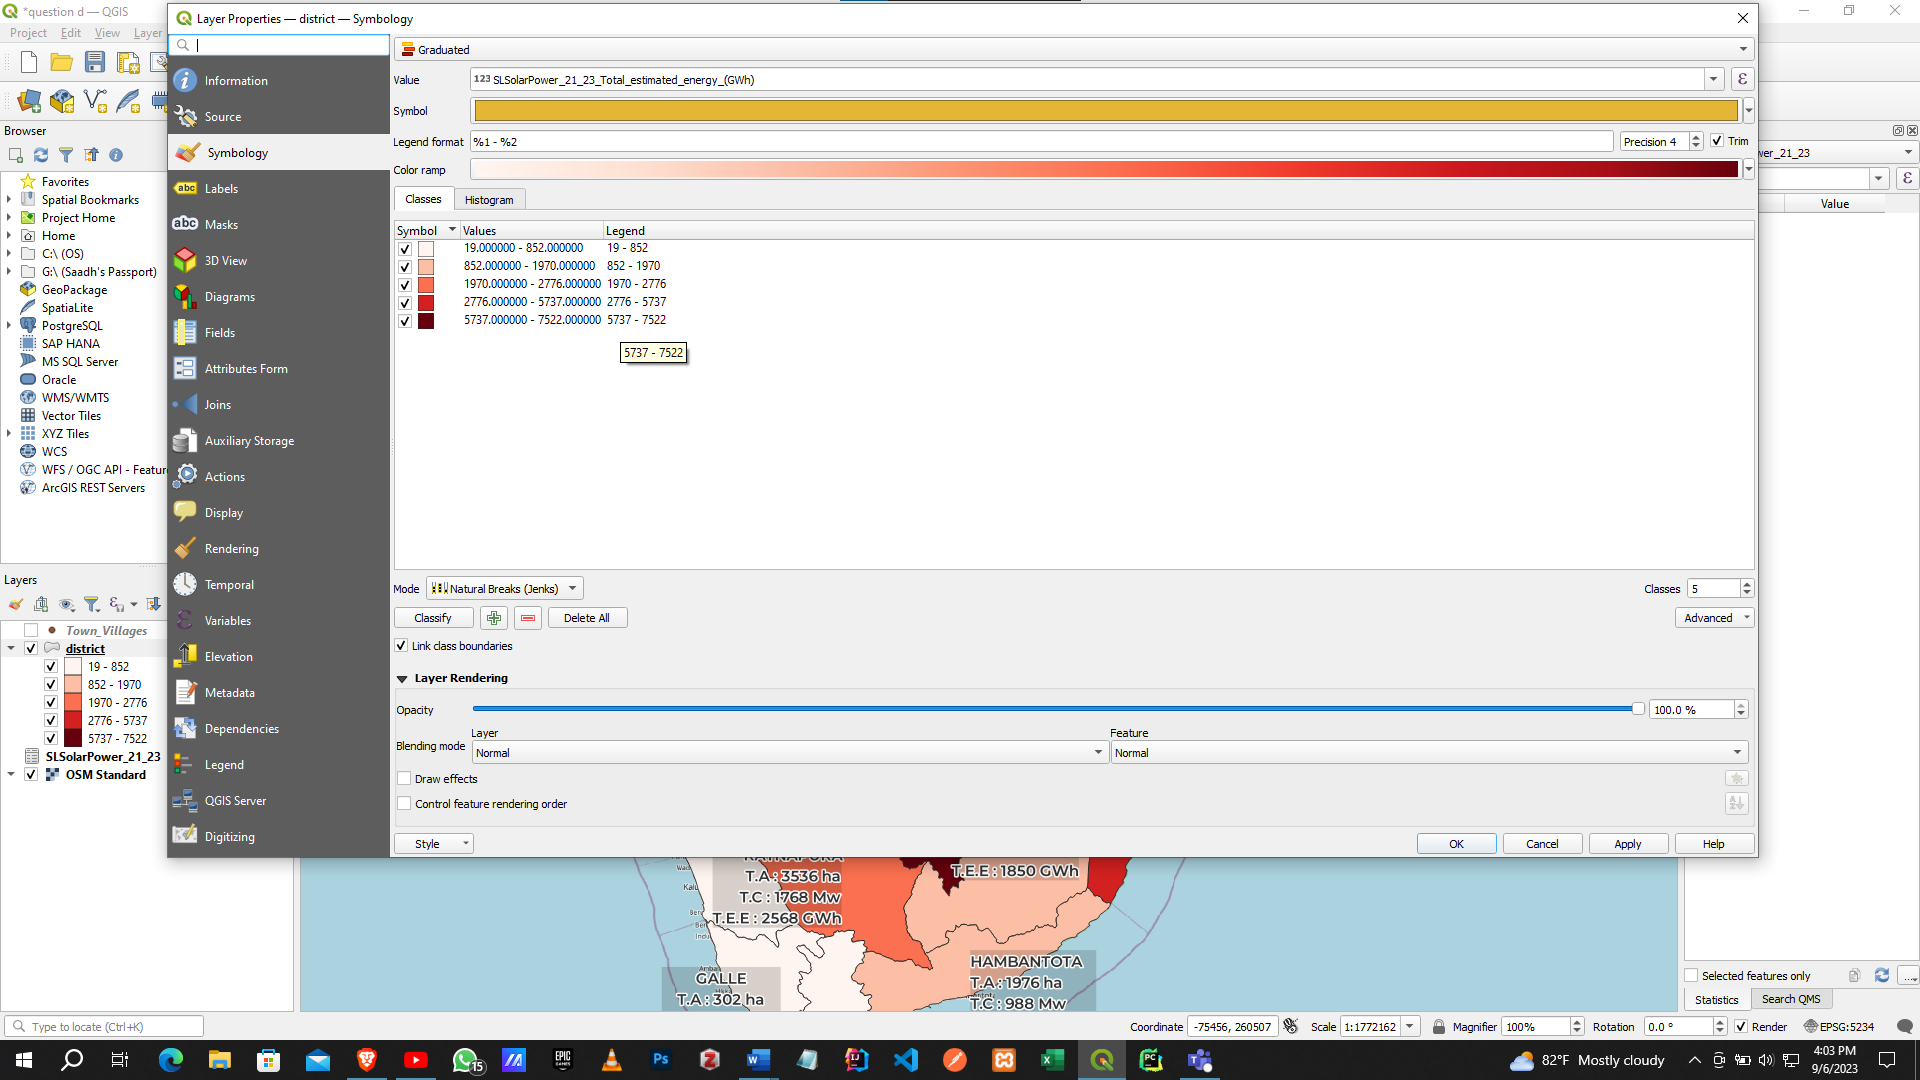 *question d — QGIS
Project Edit View Layer
Layer Properties — district — Symbology
Information
Source
Symbology
Labels
Masks
3D View
Diagrams
Fields
Attributes Form
Joins
Auxiliary Storage
Actions
Display
Rendering
Temporal
Variables
Elevation
Metadata
Dependencies
Legend
QGIS Server
Digitizing
Graduated
Value 123 SLSolarPower_21_23_Total_estimated_energy_(GWh)
Symbol
Legend format %1 - %2 Precision 4 Trim
Color ramp
Classes Histogram
Symbol Values Legend
19.000000 - 852.000000 19 - 852
852.000000 - 1970.000000 852 - 1970
1970.000000 - 2776.000000 1970 - 2776
2776.000000 - 5737.000000 2776 - 5737
5737.000000 - 7522.000000 5737 - 7522
5737 - 7522
Mode Natural Breaks (Jenks) Classes 5
Classify Delete All Advanced
Link class boundaries
Layer Rendering
Opacity 100.0 %
Layer Feature
Blending mode Normal Normal
Draw effects
Control feature rendering order
Style OK Cancel Apply Help
Browser
Favorites
Spatial Bookmarks
Project Home
Home
C:\ (OS)
G:\ (Saadh's Passport)
GeoPackage
SpatiaLite
PostgreSQL
SAP HANA
MS SQL Server
Oracle
WMS/WMTS
Vector Tiles
XYZ Tiles
WCS
WFS / OGC API - Featur
ArcGIS REST Servers
Layers
Town_Villages
district
19 - 852
852 - 1970
1970 - 2776
2776 - 5737
5737 - 7522
SLSolarPower_21_23
OSM Standard
er_21_23
Value
T.A : 3536 ha
T.C : 1768 Mw
T.E.E : 2568 GWh
T.E.E : 1850 GWh
GALLE
T.A : 302 ha
HAMBANTOTA
T.A : 1976 ha
T.C : 988 Mw
Selected features only
Statistics Search QMS
Type to locate (Ctrl+K) Coordinate -75456, 260507 Scale 1:1772162 Magnifier 100% Rotation 0.0 ° Render EPSG:5234
15
82°F Mostly cloudy
4:03 PM
9/6/2023